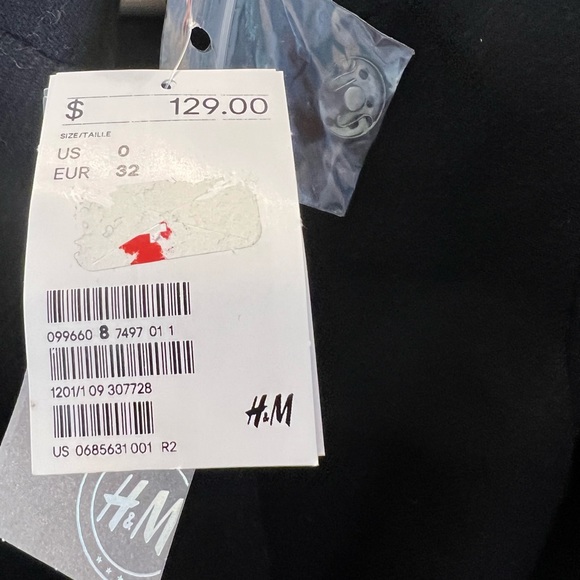 $ 129.00
SIZE/TAILLE
US 0
EUR 32
099660 8 7497 01 1
1201/1 09 307728
H&M
US 0685631 001 R2
H&M